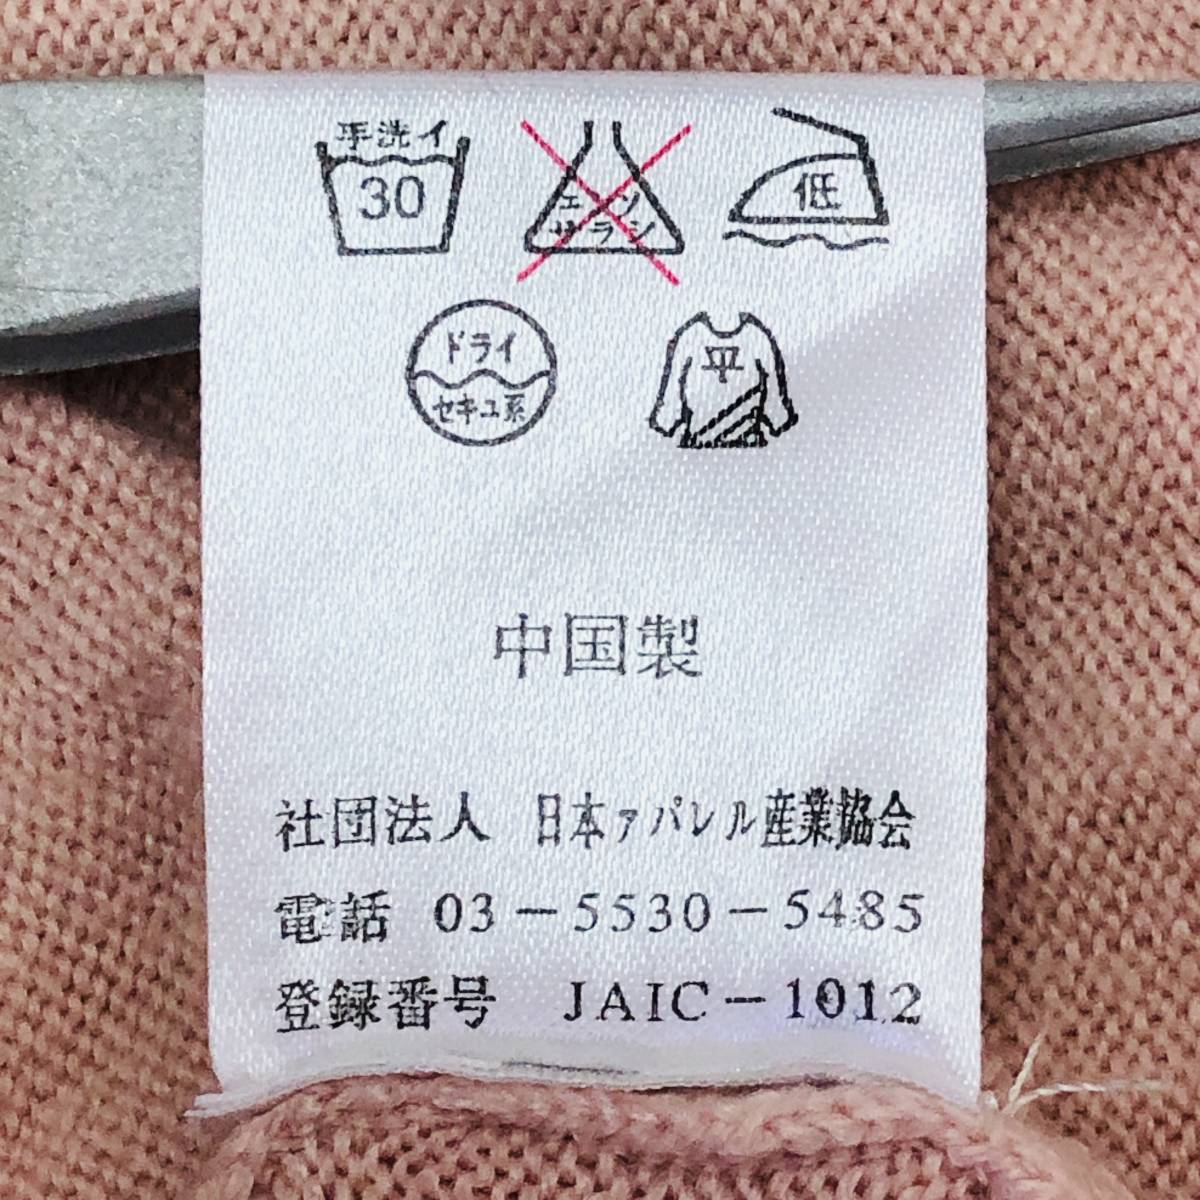 手洗イ
30
エンソ
サラシ
低
ドライ
セキユ系
平
中国製
社団法人 日本アパレル産業協会
電話 03-5530-5485
登録番号 JAIC-1012